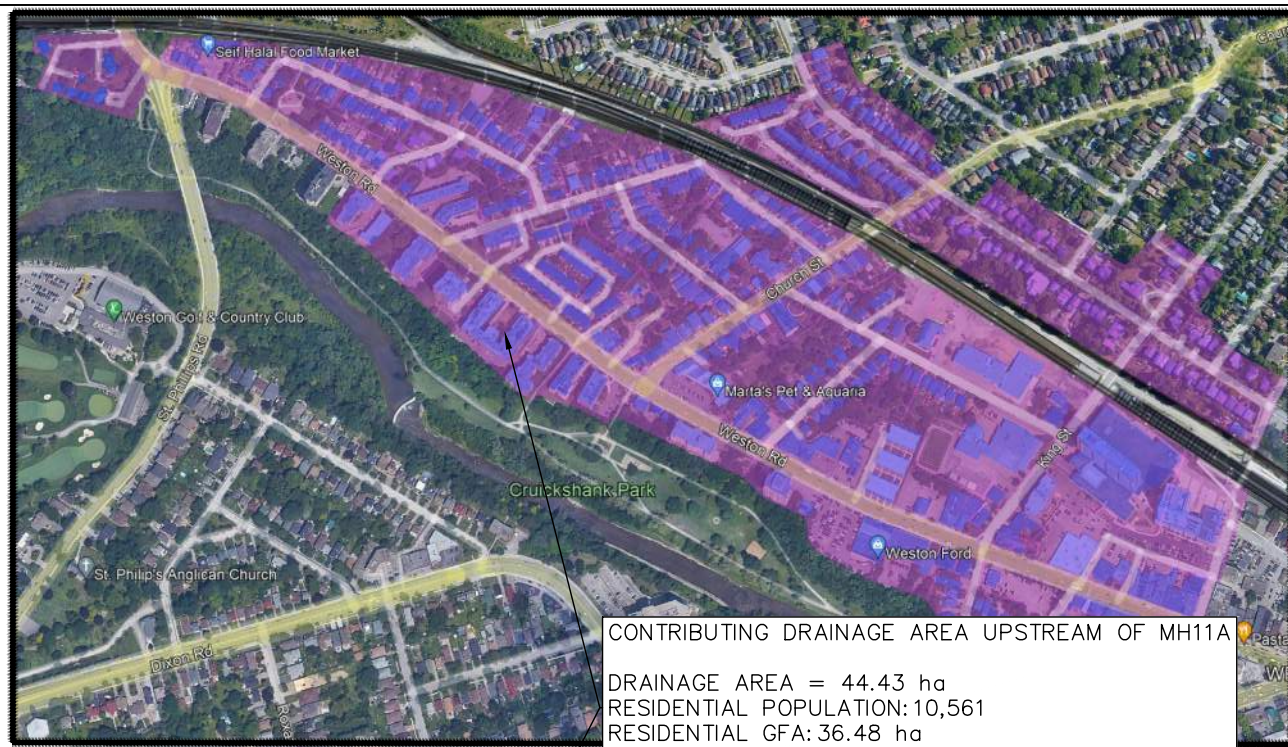 Seif Halal Food Market
Weston Rd
Weston Golf & Country Club
St. Phillips Rd
Church St
Marta's Pet & Aquaria
Weston Rd
King St
Cruickshank Park
Weston Ford
St. Philip's Anglican Church
Dixon Rd
CONTRIBUTING DRAINAGE AREA UPSTREAM OF MH11A
DRAINAGE AREA = 44.43 ha
RESIDENTIAL POPULATION: 10,561
RESIDENTIAL GFA: 36.48 ha